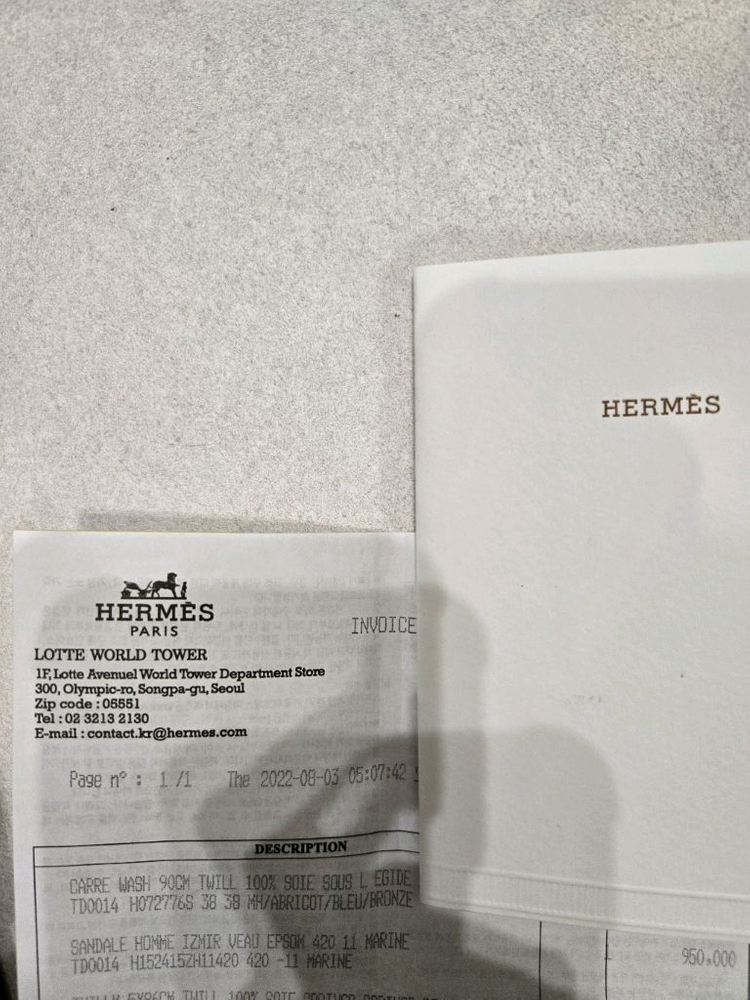 HERMÈS
HERMÈS
PARIS
INVOICE
LOTTE WORLD TOWER
1F, Lotte Avenuel World Tower Department Store
300, Olympic-ro, Songpa-gu, Seoul
Zip code : 05551
Tel : 02 3213 2130
E-mail : contact.kr@hermes.com
Page n° : 1 /1 The 2022-08-03 05:07:42
DESCRIPTION
CARRE WASH 90CM TWILL 100% SOIE SOUS L EGIDE
TD0014 H072776S 38 38 MH/ABRICOT/BLEU/BRONZE
SANDALE HOMME IZMIR VEAU EPSOM 420 11 MARINE
TD0014 H152415ZH11420 420 -11 MARINE
950,000
TWILL 100% SOIE